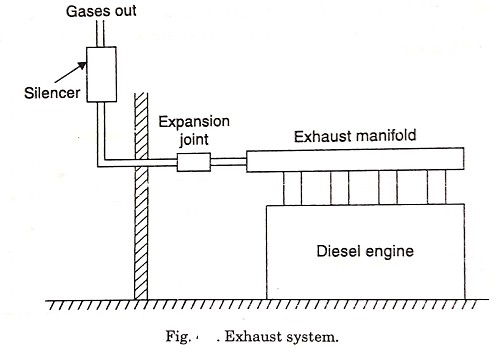 Gases out
Silencer
Expansion
joint
Exhaust manifold
Diesel engine
Fig. . Exhaust system.